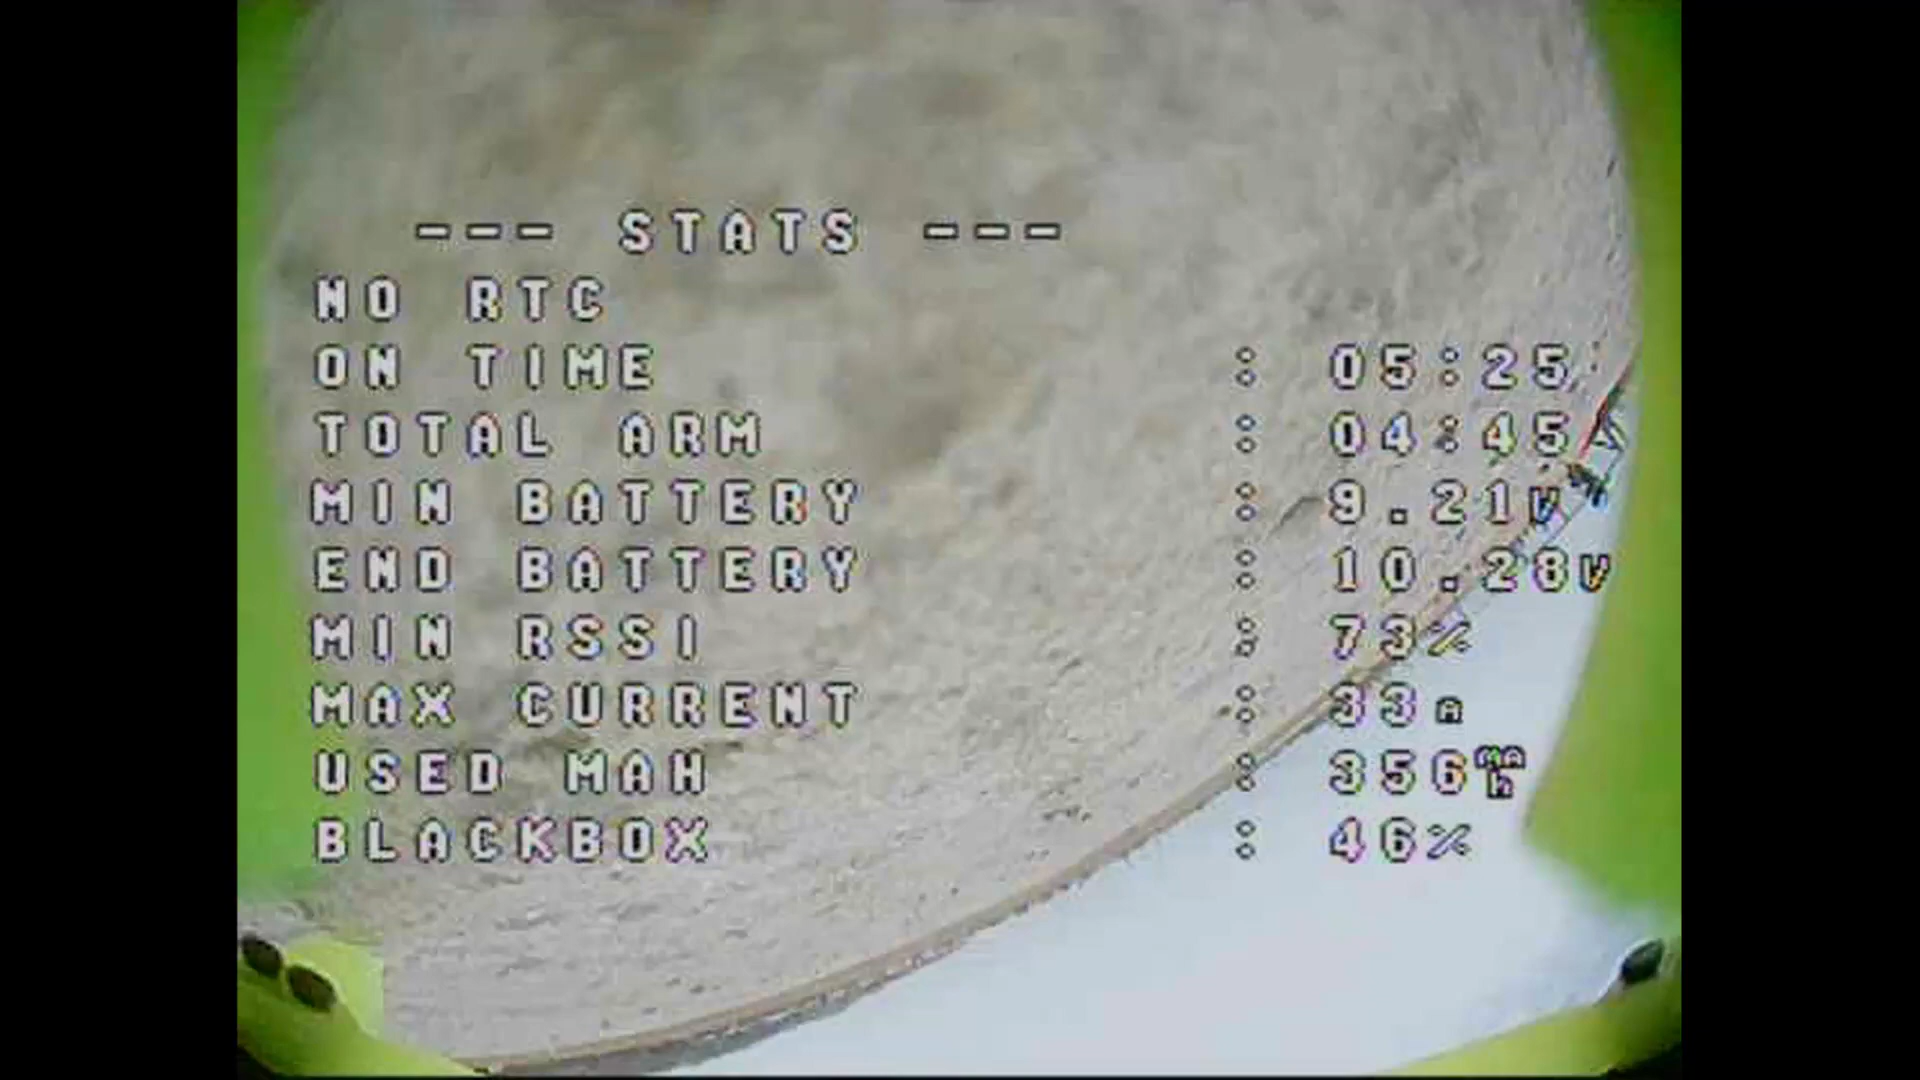 --- STATS ---
NO RTC
ON TIME : 05:25
TOTAL ARM : 04:45
MIN BATTERY : 9.21V
END BATTERY : 10.28V
MIN RSSI : 73%
MAX CURRENT : 33A
USED MAH : 356mAh
BLACKBOX : 46%